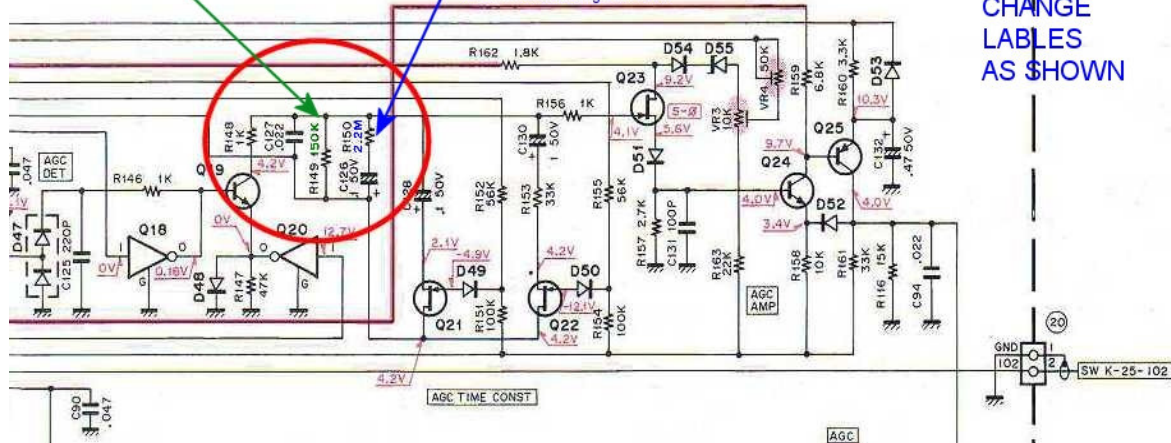 CHANGE
LABLES
AS SHOWN
R162 1.8K
D54
D55
Q23
9.2V
VR4 50K
R159
6.8K
R160 3.3K
D53
R148
1K
C127
.022
R149 150K
R150
2.2M
C130
1 50V
R156 1K
4.1V
5-Ø
5.6V
VR3
10K
10.3V
Q25
9.7V
Q24
C132
.47 50V
.047
AGC
DET
R146 1K
4.2V
C126
50V
.1 50V
R152
56K
R153
33K
R155
56K
D51
4.0V
D52
4.0V
3.4V
D47
C125 220P
Q18
0V
Q20
12.7V
I
O
I
O
0V
0.16V
G
D48
R147
47K
G
2.1V
-4.9V
D49
Q21
R151
100K
4.2V
D50
-12.1V
Q22
4.2V
R154
100K
R157 2.7K
C131 100P
R163
22K
AGC
AMP
R158
10K
R161
33K
R116 15K
C94 .022
4.2V
AGC TIME CONST
20
GND
1
102
2
SW K-25-102
C90
.047
AGC